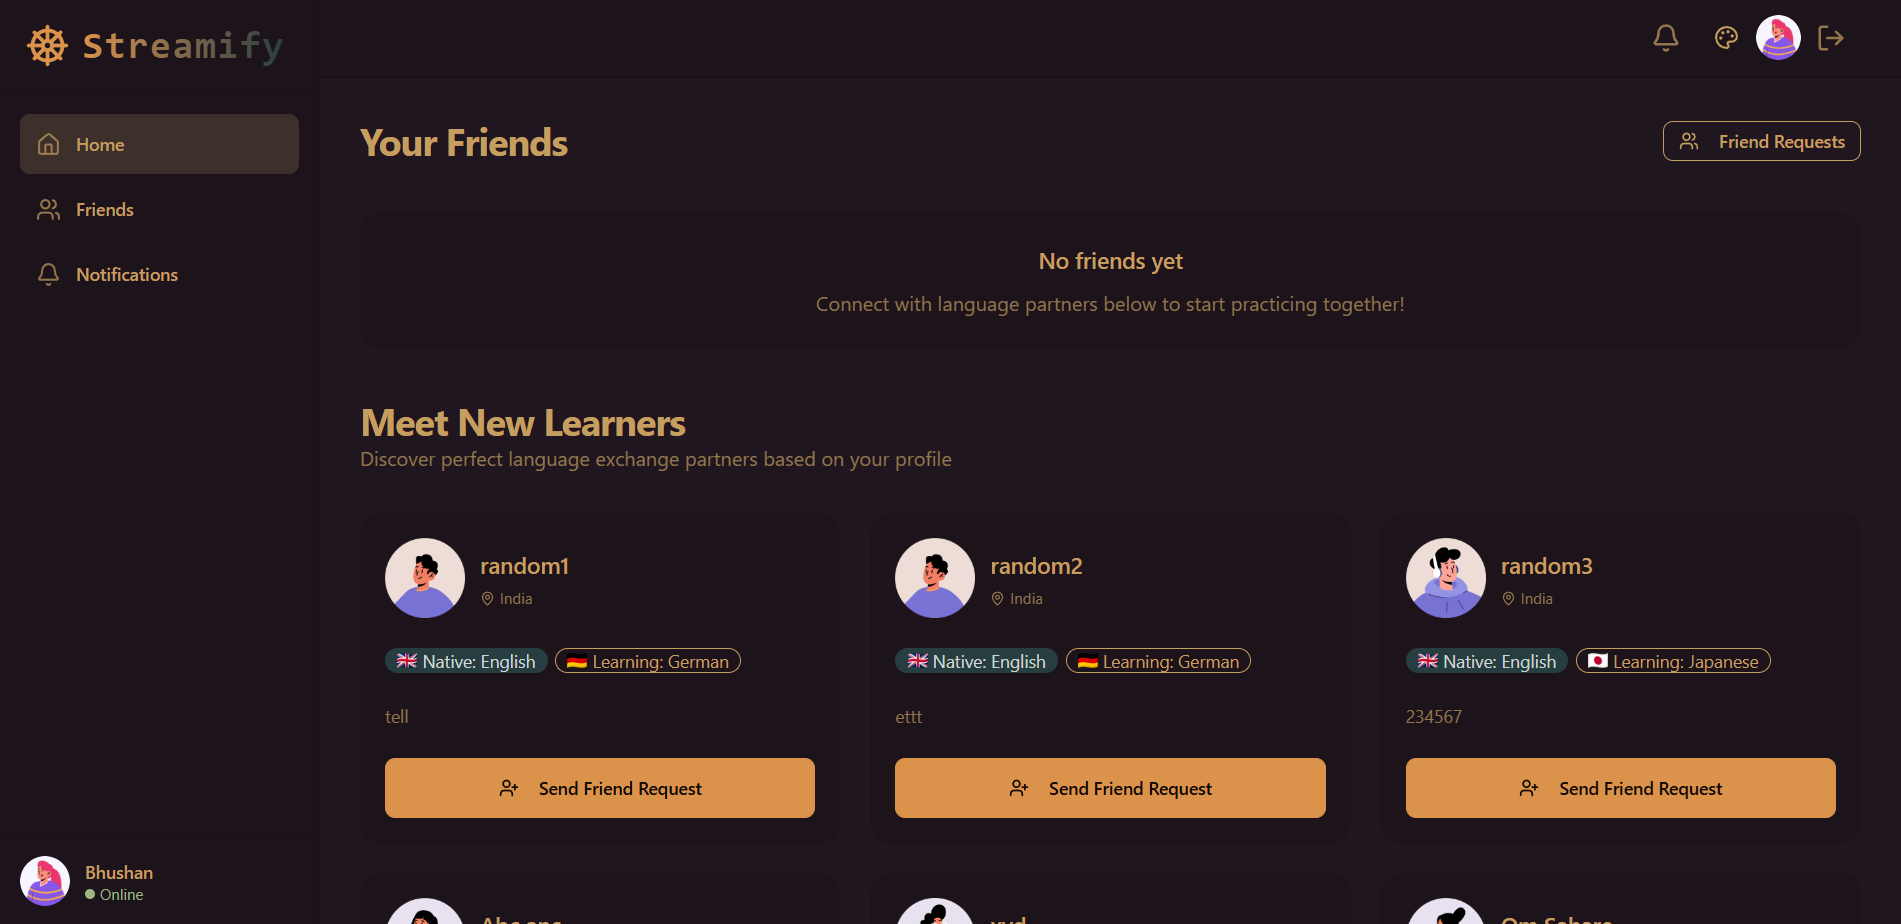 Streamify
Home
Friends
Notifications
Bhushan
Online
Your Friends
Friend Requests
No friends yet
Connect with language partners below to start practicing together!
Meet New Learners
Discover perfect language exchange partners based on your profile
random1
India
Native: English
Learning: German
tell
Send Friend Request
random2
India
Native: English
Learning: German
ettt
Send Friend Request
random3
India
Native: English
Learning: Japanese
234567
Send Friend Request